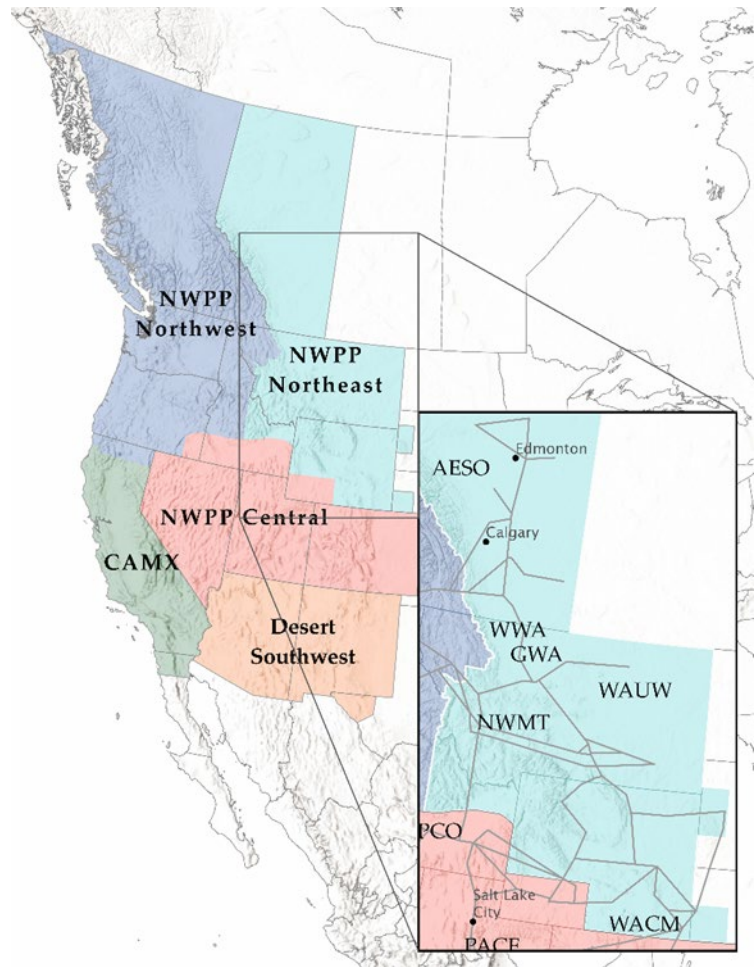 NWPP
Northwest
NWPP
Northeast
NWPP Central
CAMX
Desert
Southwest
Edmonton
AESO
Calgary
WWA
GWA
WAUW
NWMT
PCO
Salt Lake
City
WACM
PACE